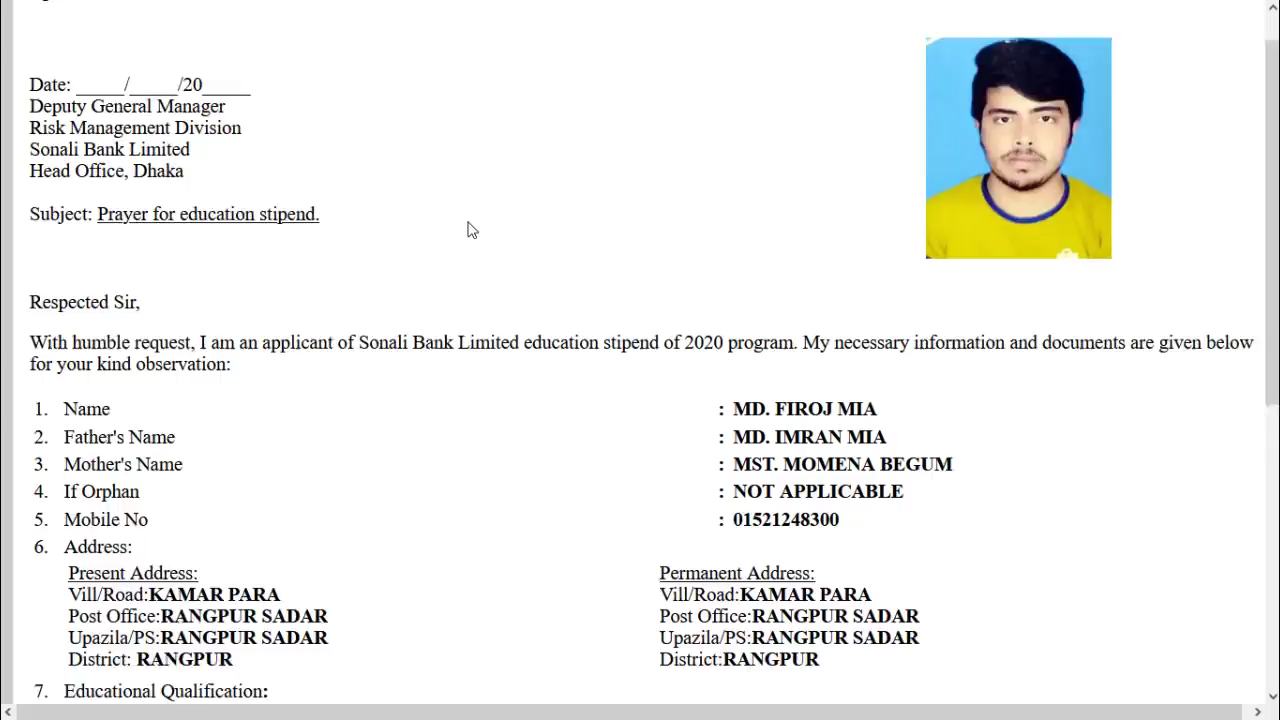 Date: _____/_____/20_____
Deputy General Manager
Risk Management Division
Sonali Bank Limited
Head Office, Dhaka
Subject: Prayer for education stipend.
Respected Sir,
With humble request, I am an applicant of Sonali Bank Limited education stipend of 2020 program. My necessary information and documents are given below
for your kind observation:
1. Name : MD. FIROJ MIA
2. Father's Name : MD. IMRAN MIA
3. Mother's Name : MST. MOMENA BEGUM
4. If Orphan : NOT APPLICABLE
5. Mobile No : 01521248300
6. Address:
Present Address:
Vill/Road:KAMAR PARA
Post Office:RANGPUR SADAR
Upazila/PS:RANGPUR SADAR
District: RANGPUR
Permanent Address:
Vill/Road:KAMAR PARA
Post Office:RANGPUR SADAR
Upazila/PS:RANGPUR SADAR
District:RANGPUR
7. Educational Qualification: